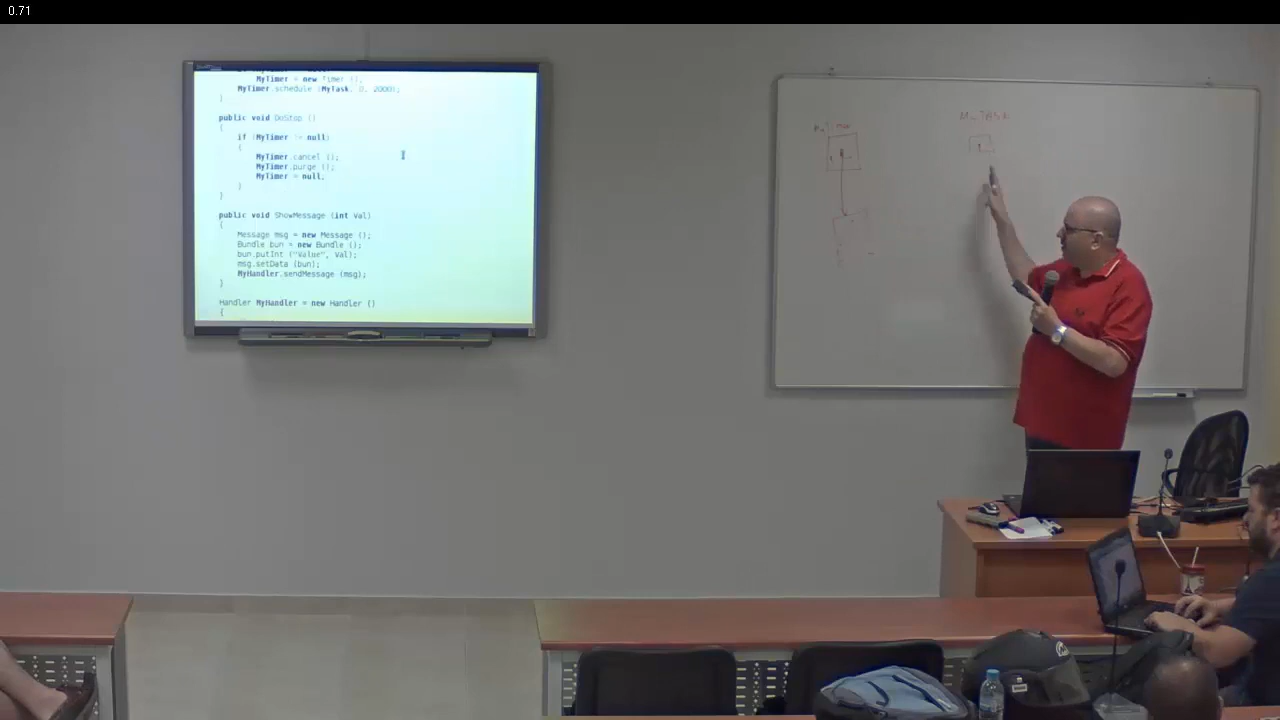 0.71
MyTimer = new Timer ();
MyTimer.schedule (MyTask, 0, 2000);
}
public void DoStop ()
{
if (MyTimer != null)
{
MyTimer.cancel ();
MyTimer.purge ();
MyTimer = null;
}
}
public void ShowMessage (int Val)
{
Message msg = new Message ();
Bundle bun = new Bundle ();
bun.putInt ("Value", Val);
msg.setData (bun);
MyHandler.sendMessage (msg);
}
Handler MyHandler = new Handler ()
{